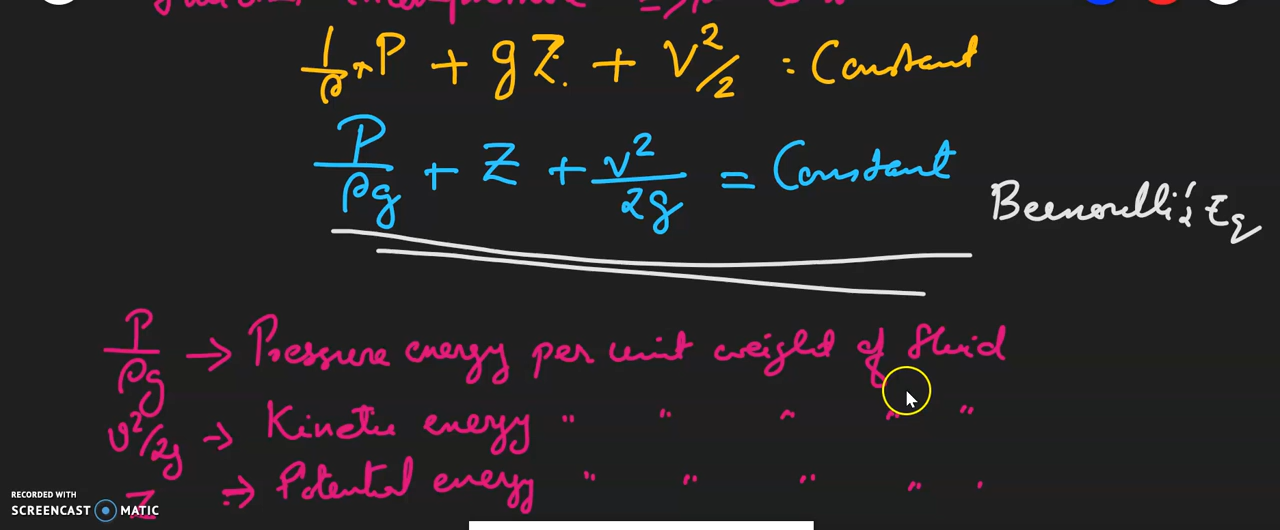 1/ρ × P + gZ + V²/2 = Constant
P/ρg + Z + v²/2g = Constant
Bernoulli's Eq
P/ρg → Pressure energy per unit weight of fluid
v²/2g → Kinetic energy " " " " "
Z → Potential energy " " " " "
RECORDED WITH
SCREENCAST MATIC